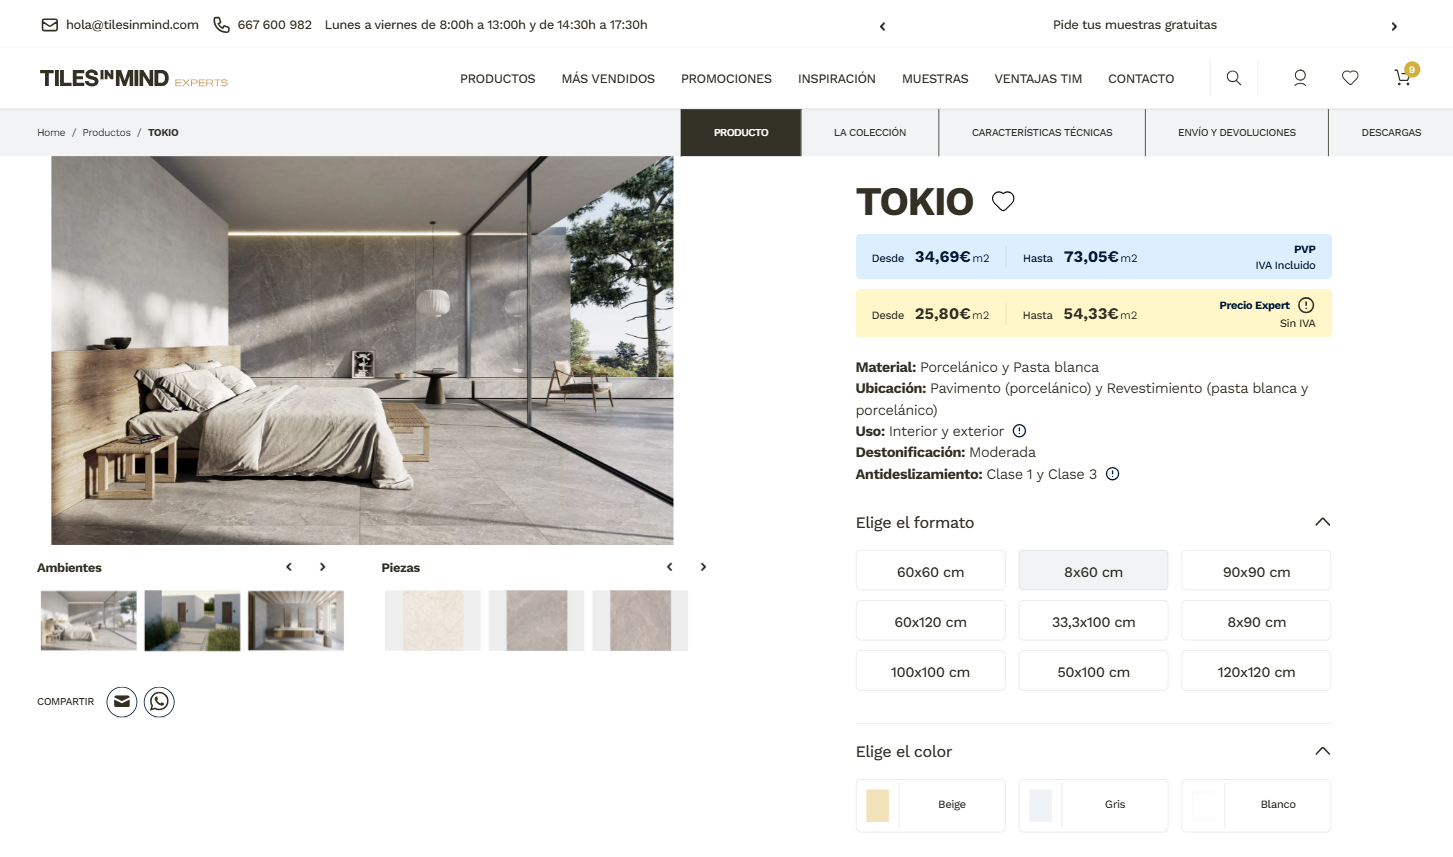 hola@tilesinmind.com 667 600 982 Lunes a viernes de 8:00h a 13:00h y de 14:30h a 17:30h
Pide tus muestras gratuitas
TILESINMIND EXPERTS
PRODUCTOS MÁS VENDIDOS PROMOCIONES INSPIRACIÓN MUESTRAS VENTAJAS TIM CONTACTO
9
Home / Productos / TOKIO
PRODUCTO LA COLECCIÓN CARACTERÍSTICAS TÉCNICAS ENVÍO Y DEVOLUCIONES DESCARGAS
TOKIO
Desde 34,69€m2 Hasta 73,05€m2 PVP
IVA Incluido
Desde 25,80€m2 Hasta 54,33€m2 Precio Expert
Sin IVA
Material: Porcelánico y Pasta blanca
Ubicación: Pavimento (porcelánico) y Revestimiento (pasta blanca y
porcelánico)
Uso: Interior y exterior
Destonificación: Moderada
Antideslizamiento: Clase 1 y Clase 3
Elige el formato
60x60 cm 8x60 cm 90x90 cm
60x120 cm 33,3x100 cm 8x90 cm
100x100 cm 50x100 cm 120x120 cm
Elige el color
Beige Gris Blanco
Ambientes Piezas
COMPARTIR